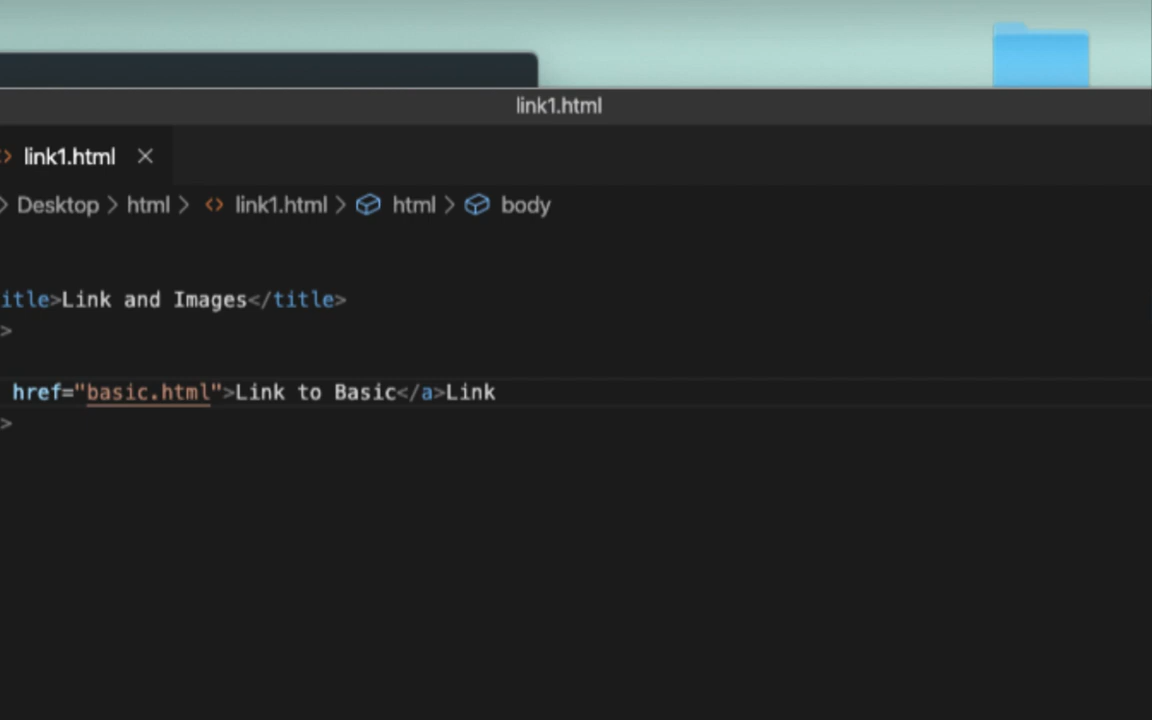 link1.html
link1.html
Desktop > html > link1.html > html > body
itle>Link and Images</title>
>
href="basic.html">Link to Basic</a>Link
>